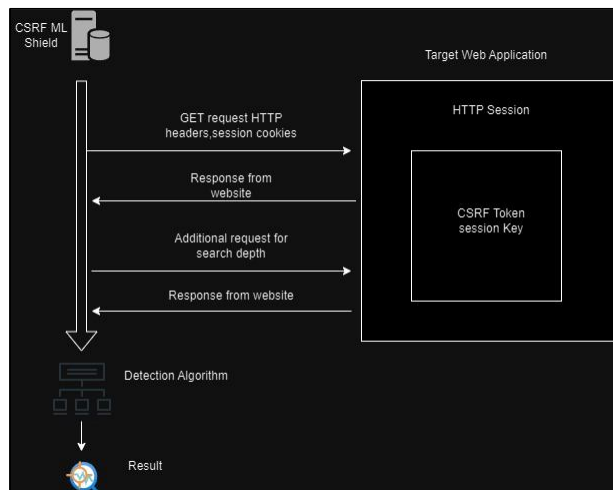 CSRF ML
Shield
Target Web Application
GET request HTTP
headers,session cookies
HTTP Session
Response from
website
CSRF Token
session Key
Additional request for
search depth
Response from website
Detection Algorithm
Result